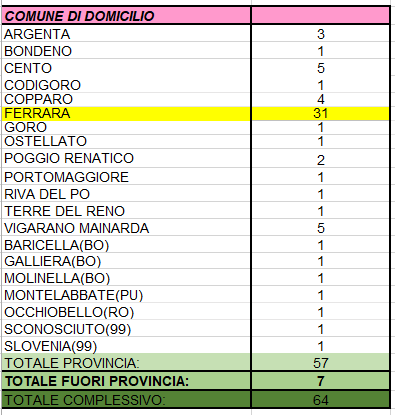 COMUNE DI DOMICILIO
ARGENTA 3
BONDENO 1
CENTO 5
CODIGORO 1
COPPARO 4
FERRARA 31
GORO 1
OSTELLATO 1
POGGIO RENATICO 2
PORTOMAGGIORE 1
RIVA DEL PO 1
TERRE DEL RENO 1
VIGARANO MAINARDA 5
BARICELLA(BO) 1
GALLIERA(BO) 1
MOLINELLA(BO) 1
MONTELABBATE(PU) 1
OCCHIOBELLO(RO) 1
SCONOSCIUTO(99) 1
SLOVENIA(99) 1
TOTALE PROVINCIA: 57
TOTALE FUORI PROVINCIA: 7
TOTALE COMPLESSIVO: 64